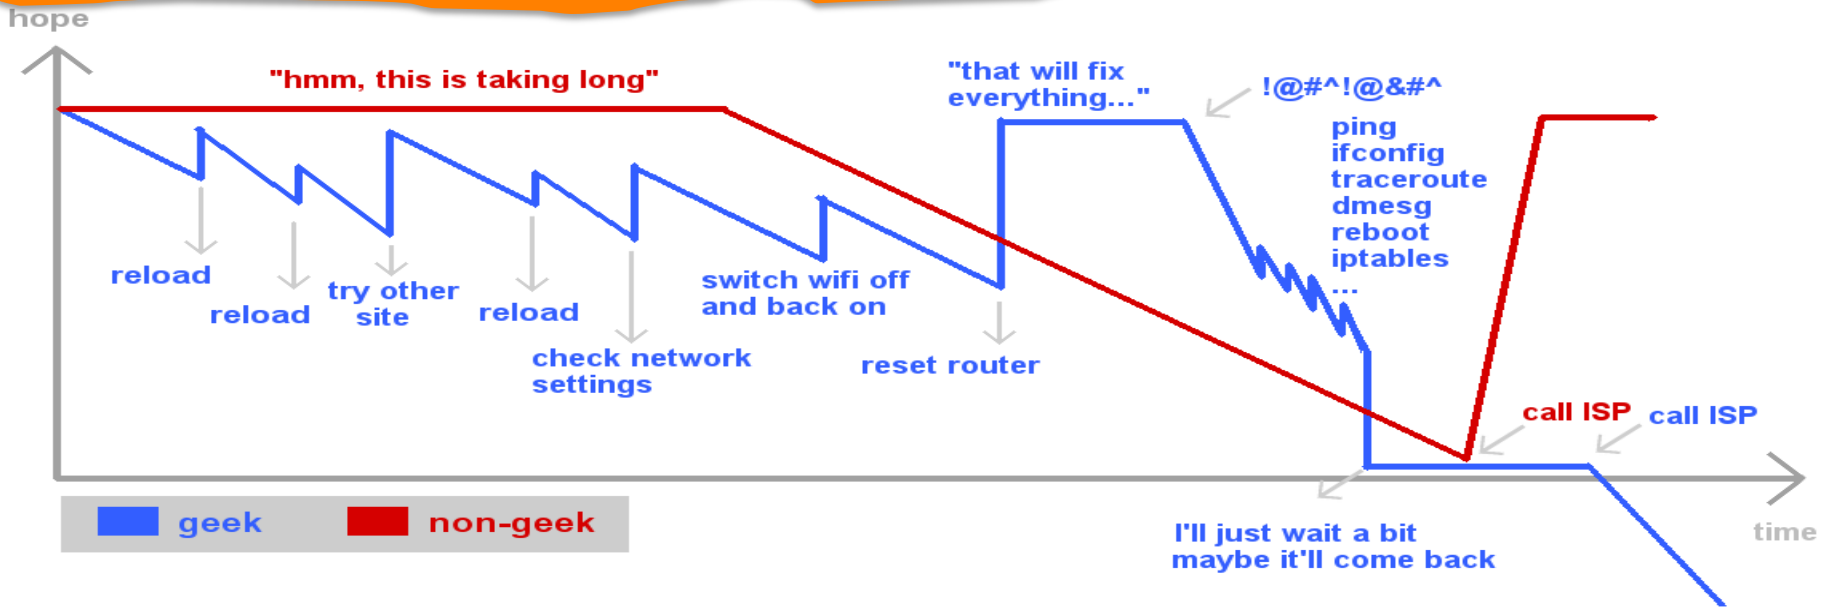 hope
"hmm, this is taking long"
"that will fix
everything..."
!@#^!@&#^
ping
ifconfig
traceroute
dmesg
reboot
iptables
...
reload
reload
try other
site
reload
check network
settings
switch wifi off
and back on
reset router
call ISP
call ISP
I'll just wait a bit
maybe it'll come back
time
geek
non-geek